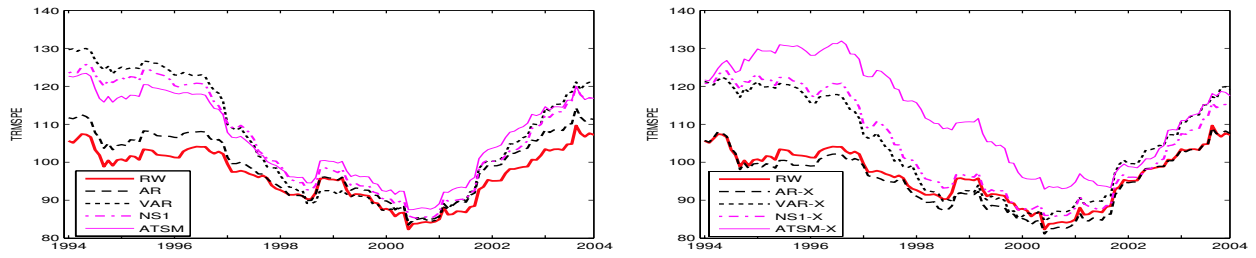 TRMSPE
140
130
120
110
100
90
80
1994
1996
1998
2000
2002
2004
RW
AR
VAR
NS1
ATSM
TRMSPE
140
130
120
110
100
90
80
1994
1996
1998
2000
2002
2004
RW
AR-X
VAR-X
NS1-X
ATSM-X